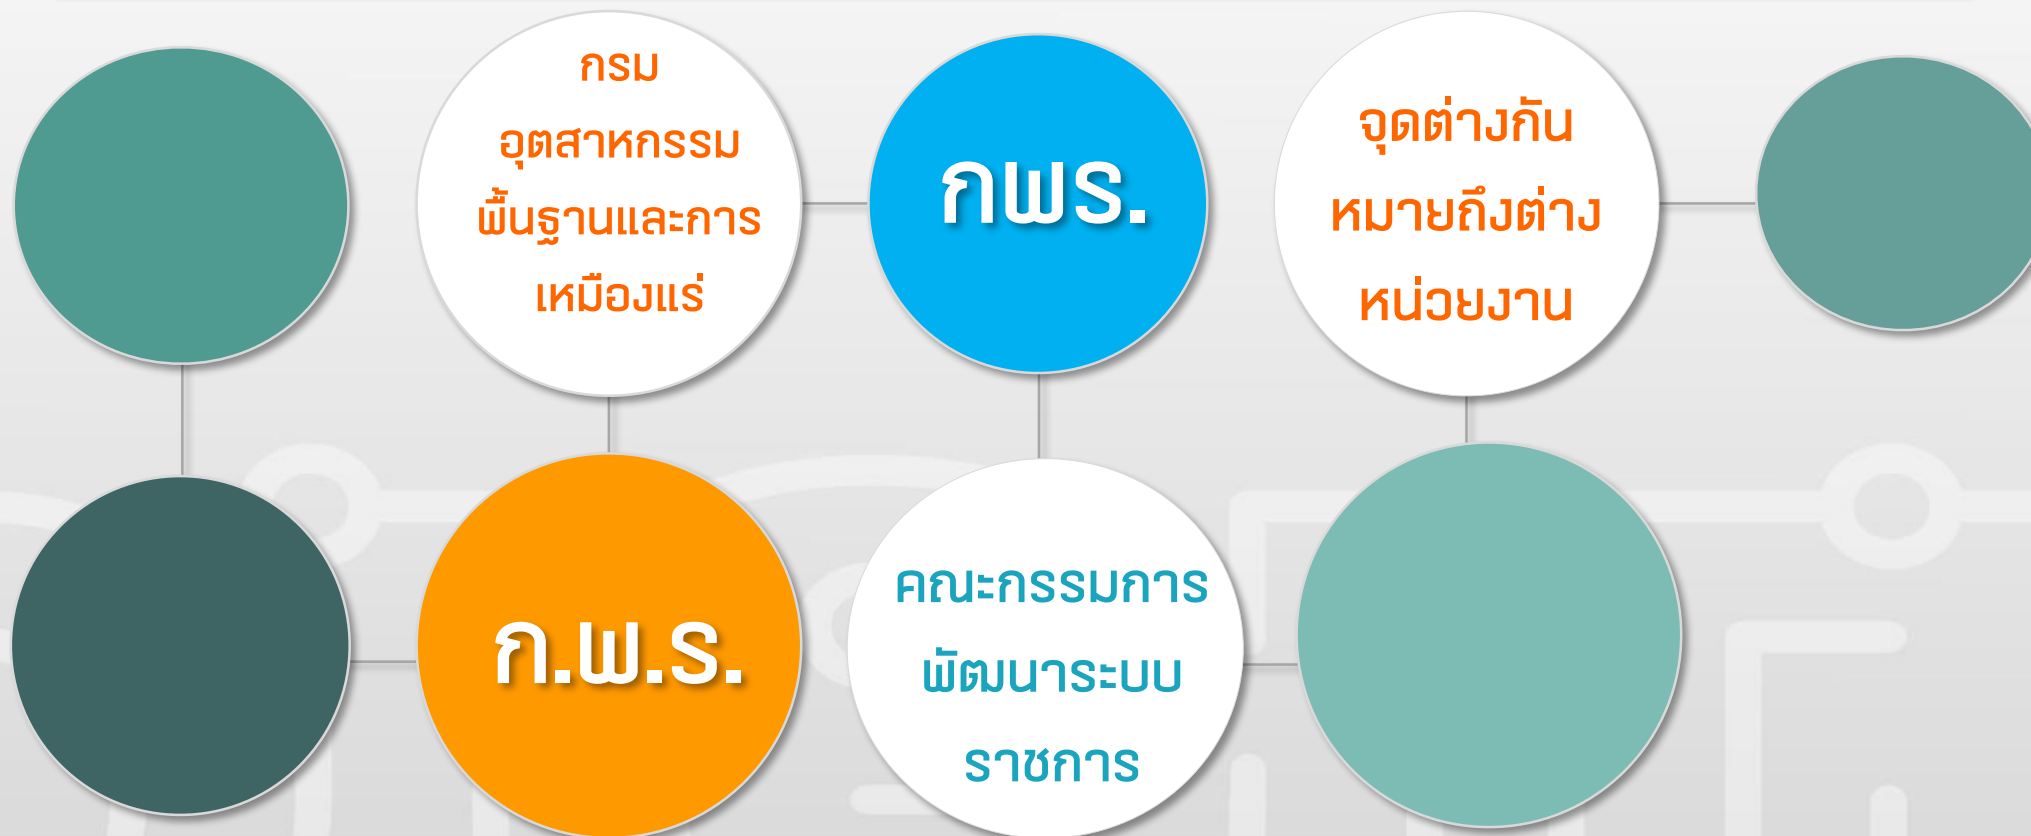 กรม
อุตสาหกรรม
พื้นฐานและการ
เหมืองแร่
กพร.
จุดต่างกัน
หมายถึงต่าง
หน่วยงาน
ก.พ.ร.
คณะกรรมการ
พัฒนาระบบ
ราชการ